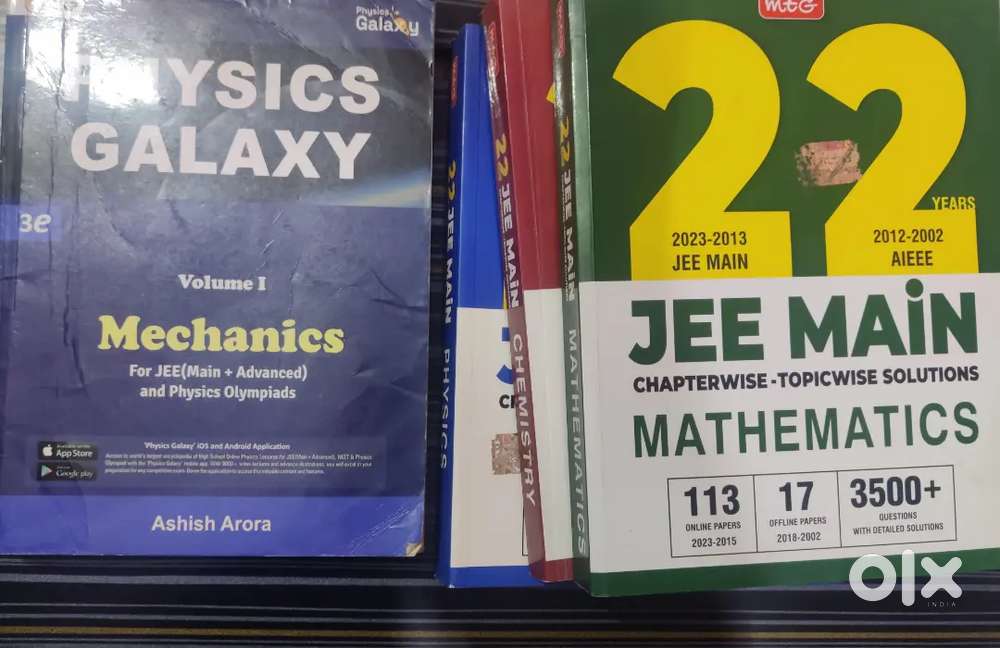 Physics
Galaxy
PHYSICS
GALAXY
3e
Volume I
Mechanics
For JEE(Main + Advanced)
and Physics Olympiads
'Physics Galaxy' iOS and Android Application
App Store
Google play
Ashish Arora
22 JEE MAIN PHYSICS
22 JEE MAIN CHEMISTRY
22 JEE MAIN MATHEMATICS
mtG
22
YEARS
2023-2013
JEE MAIN
2012-2002
AIEEE
JEE MAiN
CHAPTERWISE-TOPICWISE SOLUTIONS
MATHEMATICS
113
ONLINE PAPERS
2023-2015
17
OFFLINE PAPERS
2018-2002
3500+
QUESTIONS
WITH DETAILED SOLUTIONS
olx
INDIA